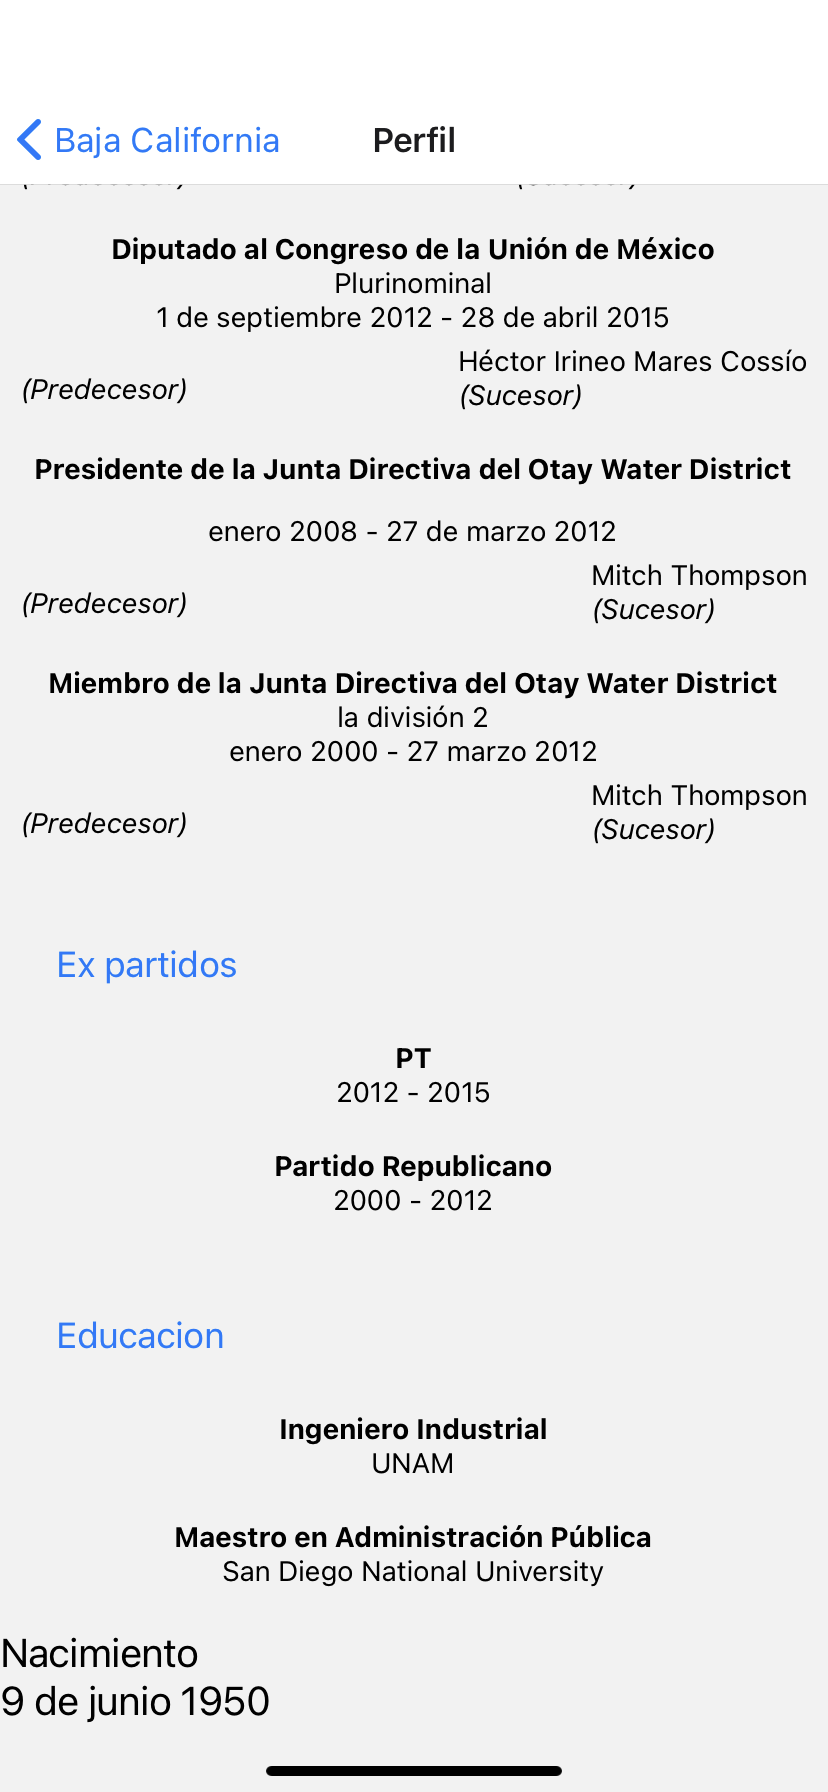 Baja California
Perfil
Diputado al Congreso de la Unión de México
Plurinominal
1 de septiembre 2012 - 28 de abril 2015
Héctor Irineo Mares Cossío
(Predecesor)
(Sucesor)
Presidente de la Junta Directiva del Otay Water District
enero 2008 - 27 de marzo 2012
Mitch Thompson
(Predecesor)
(Sucesor)
Miembro de la Junta Directiva del Otay Water District
la división 2
enero 2000 - 27 marzo 2012
Mitch Thompson
(Predecesor)
(Sucesor)
Ex partidos
PT
2012 - 2015
Partido Republicano
2000 - 2012
Educacion
Ingeniero Industrial
UNAM
Maestro en Administración Pública
San Diego National University
Nacimiento
9 de junio 1950